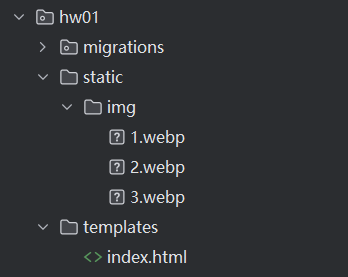 hw01
migrations
static
img
1.webp
2.webp
3.webp
templates
index.html